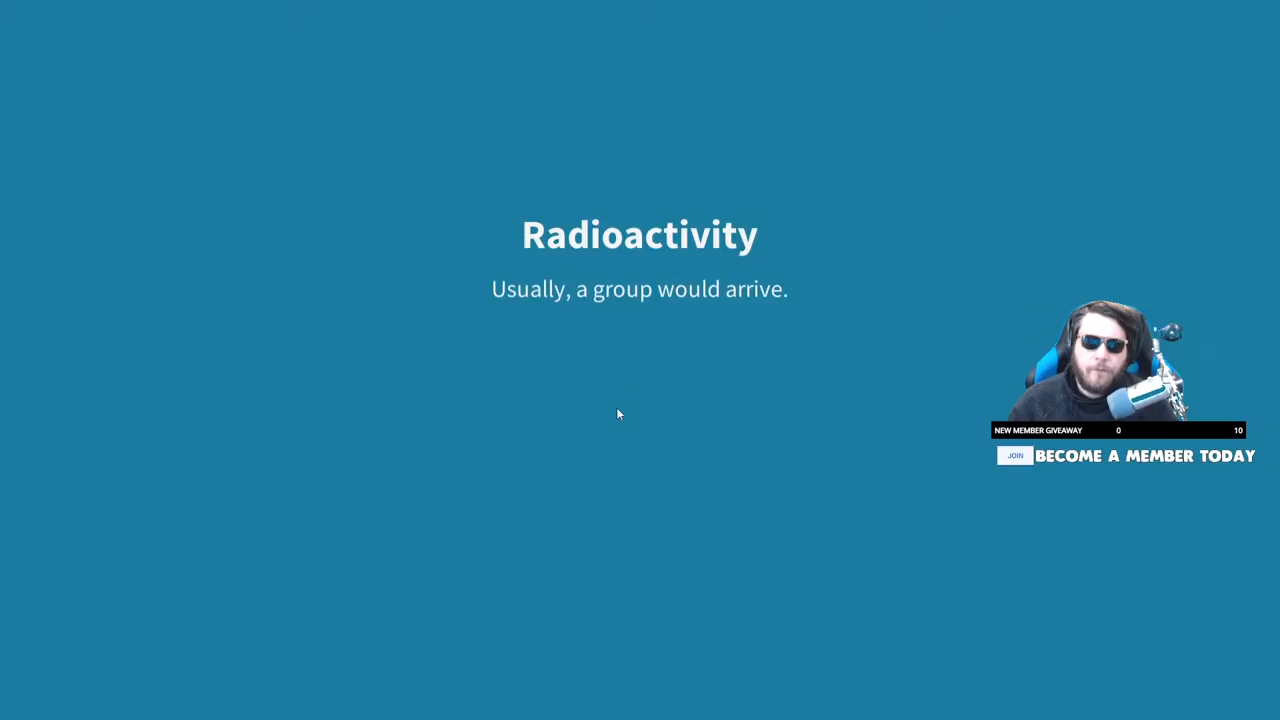 Radioactivity
Usually, a group would arrive.
NEW MEMBER GIVEAWAY 0 10
JOIN BECOME A MEMBER TODAY